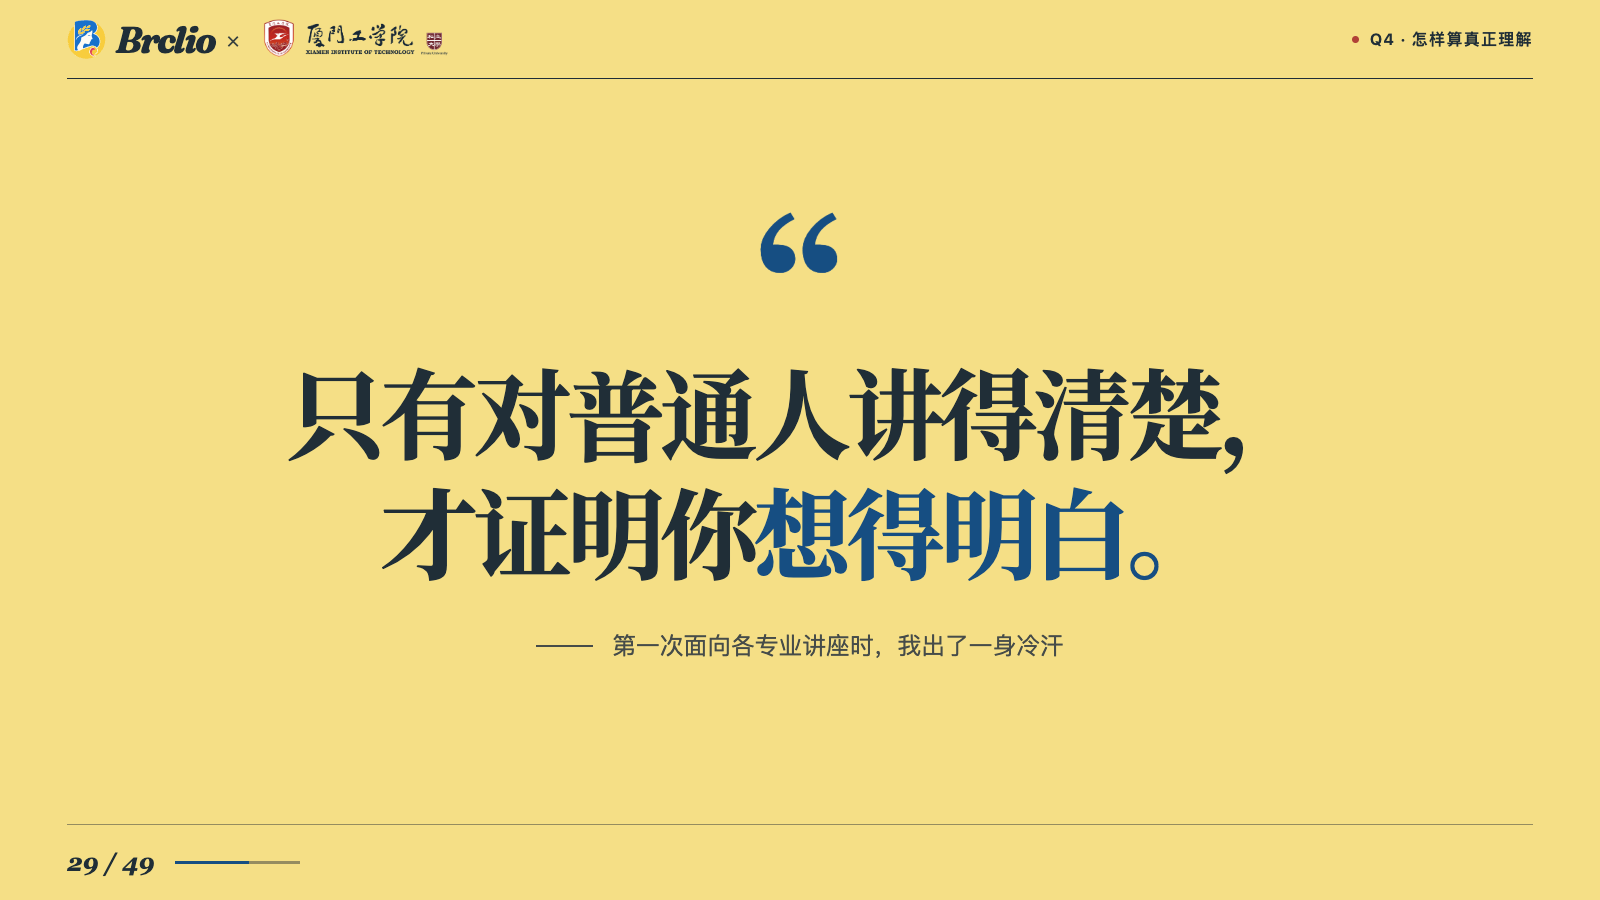 Brclio ×
厦门工学院
XIAMEN INSTITUTE OF TECHNOLOGY
Q4 · 怎样算真正理解
“
只有对普通人讲得清楚，
才证明你想得明白。
—— 第一次面向各专业讲座时，我出了一身冷汗
29 / 49